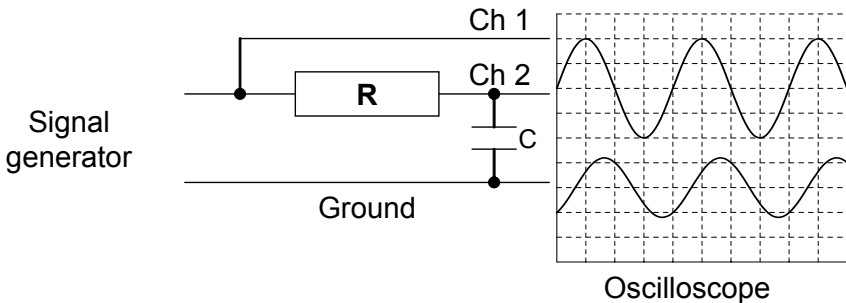 Ch 1
Ch 2
R
Signal
generator
C
Ground
Oscilloscope